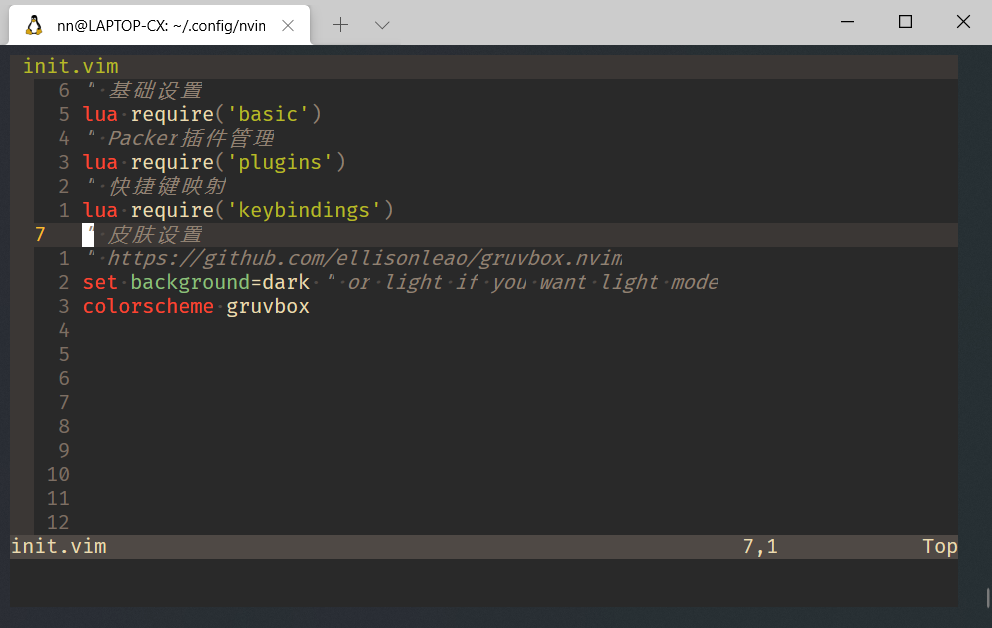 nn@LAPTOP-CX: ~/.config/nvin
init.vim
6 " 基础设置
5 lua require('basic')
4 " Packer插件管理
3 lua require('plugins')
2 " 快捷键映射
1 lua require('keybindings')
7 " 皮肤设置
1 " https://github.com/ellisonleao/gruvbox.nvim
2 set background=dark " or light if you want light mode
3 colorscheme gruvbox
4
5
6
7
8
9
10
11
12
init.vim 7,1 Top